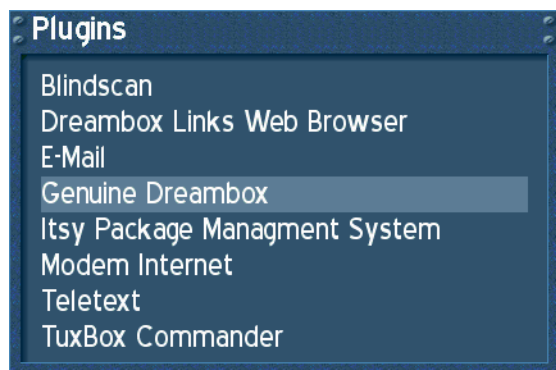 Plugins
Blindscan
Dreambox Links Web Browser
E-Mail
Genuine Dreambox
Itsy Package Managment System
Modem Internet
Teletext
TuxBox Commander